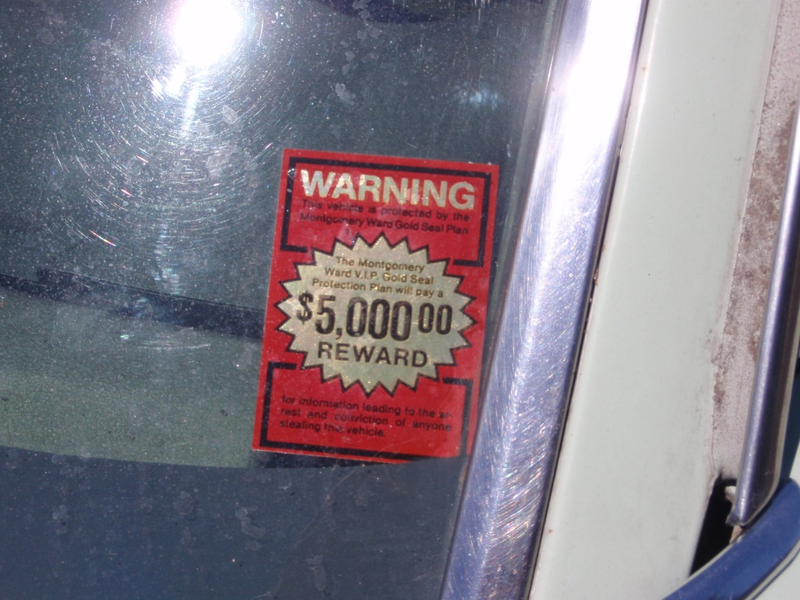 WARNING
This vehicle is protected by the
Montgomery Ward Gold Seal Plan
The Montgomery
Ward V.I.P. Gold Seal
Protection Plan will pay a
$5,000 00
REWARD
for information leading to the ar-
rest and conviction of anyone
stealing this vehicle.